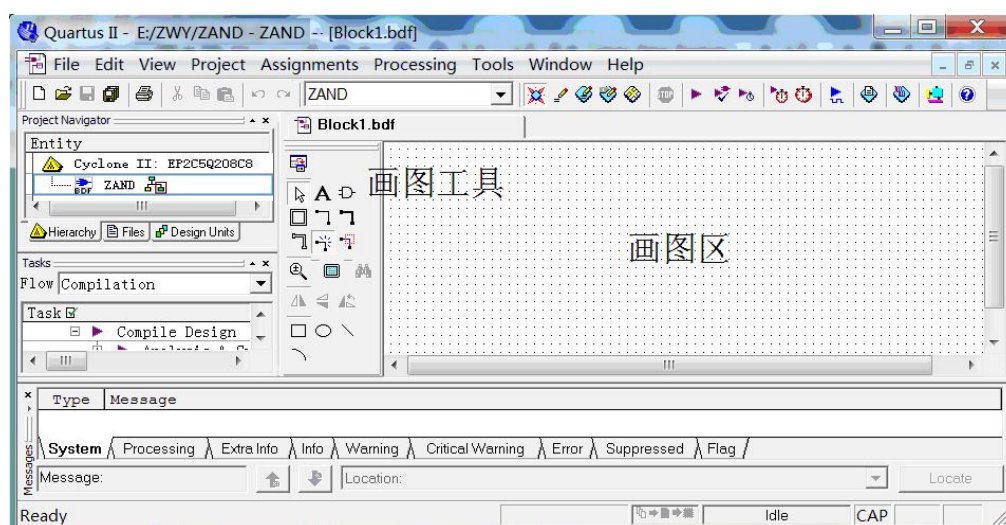 Quartus II - E:/ZWY/ZAND - ZAND -- [Block1.bdf]
File Edit View Project Assignments Processing Tools Window Help
ZAND
Project Navigator
Block1.bdf
Entity
Cyclone II: EP2C5Q208C8
BDF ZAND
画图工具
A
画图区
Hierarchy Files Design Units
Tasks
Flow Compilation
Task
Compile Design
Type Message
System Processing Extra Info Info Warning Critical Warning Error Suppressed Flag
Messages
Message: Location: Locate
Ready Idle CAP